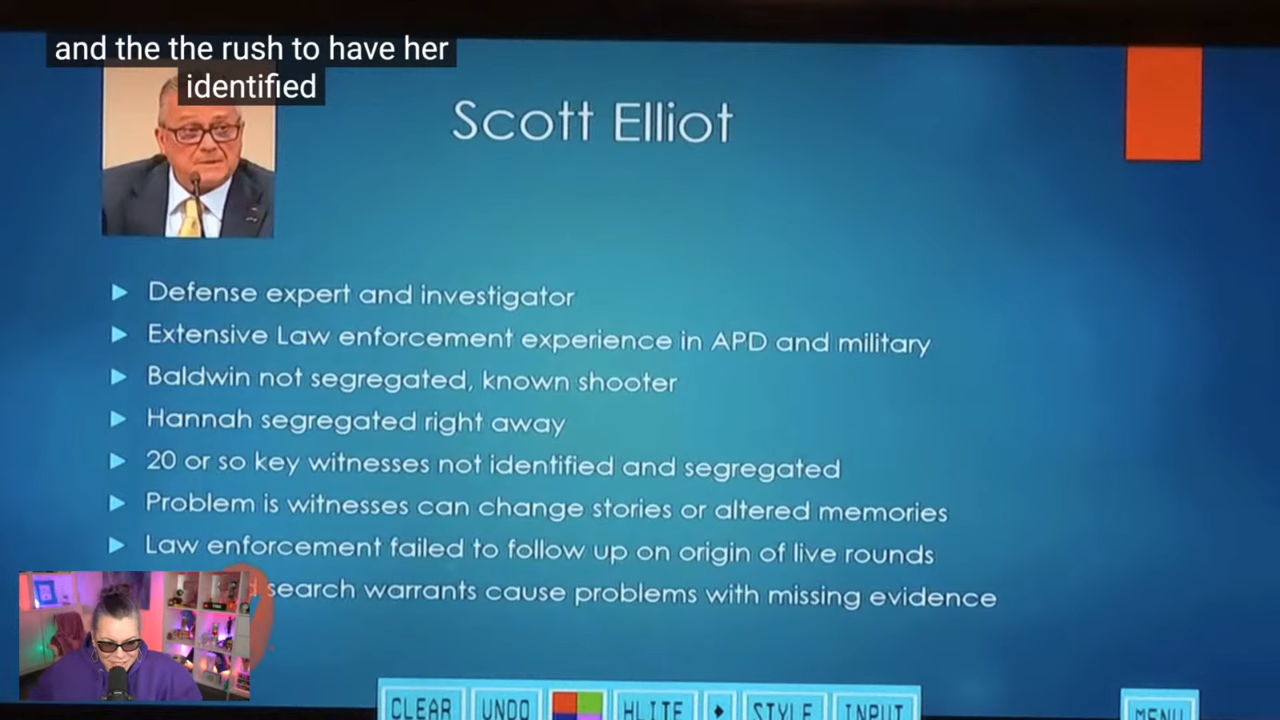 and the the rush to have her
identified
Scott Elliot
Defense expert and investigator
Extensive Law enforcement experience in APD and military
Baldwin not segregated, known shooter
Hannah segregated right away
20 or so key witnesses not identified and segregated
Problem is witnesses can change stories or altered memories
Law enforcement failed to follow up on origin of live rounds
search warrants cause problems with missing evidence
CLEAR UNDO HLITE STYLE INPUT MENU